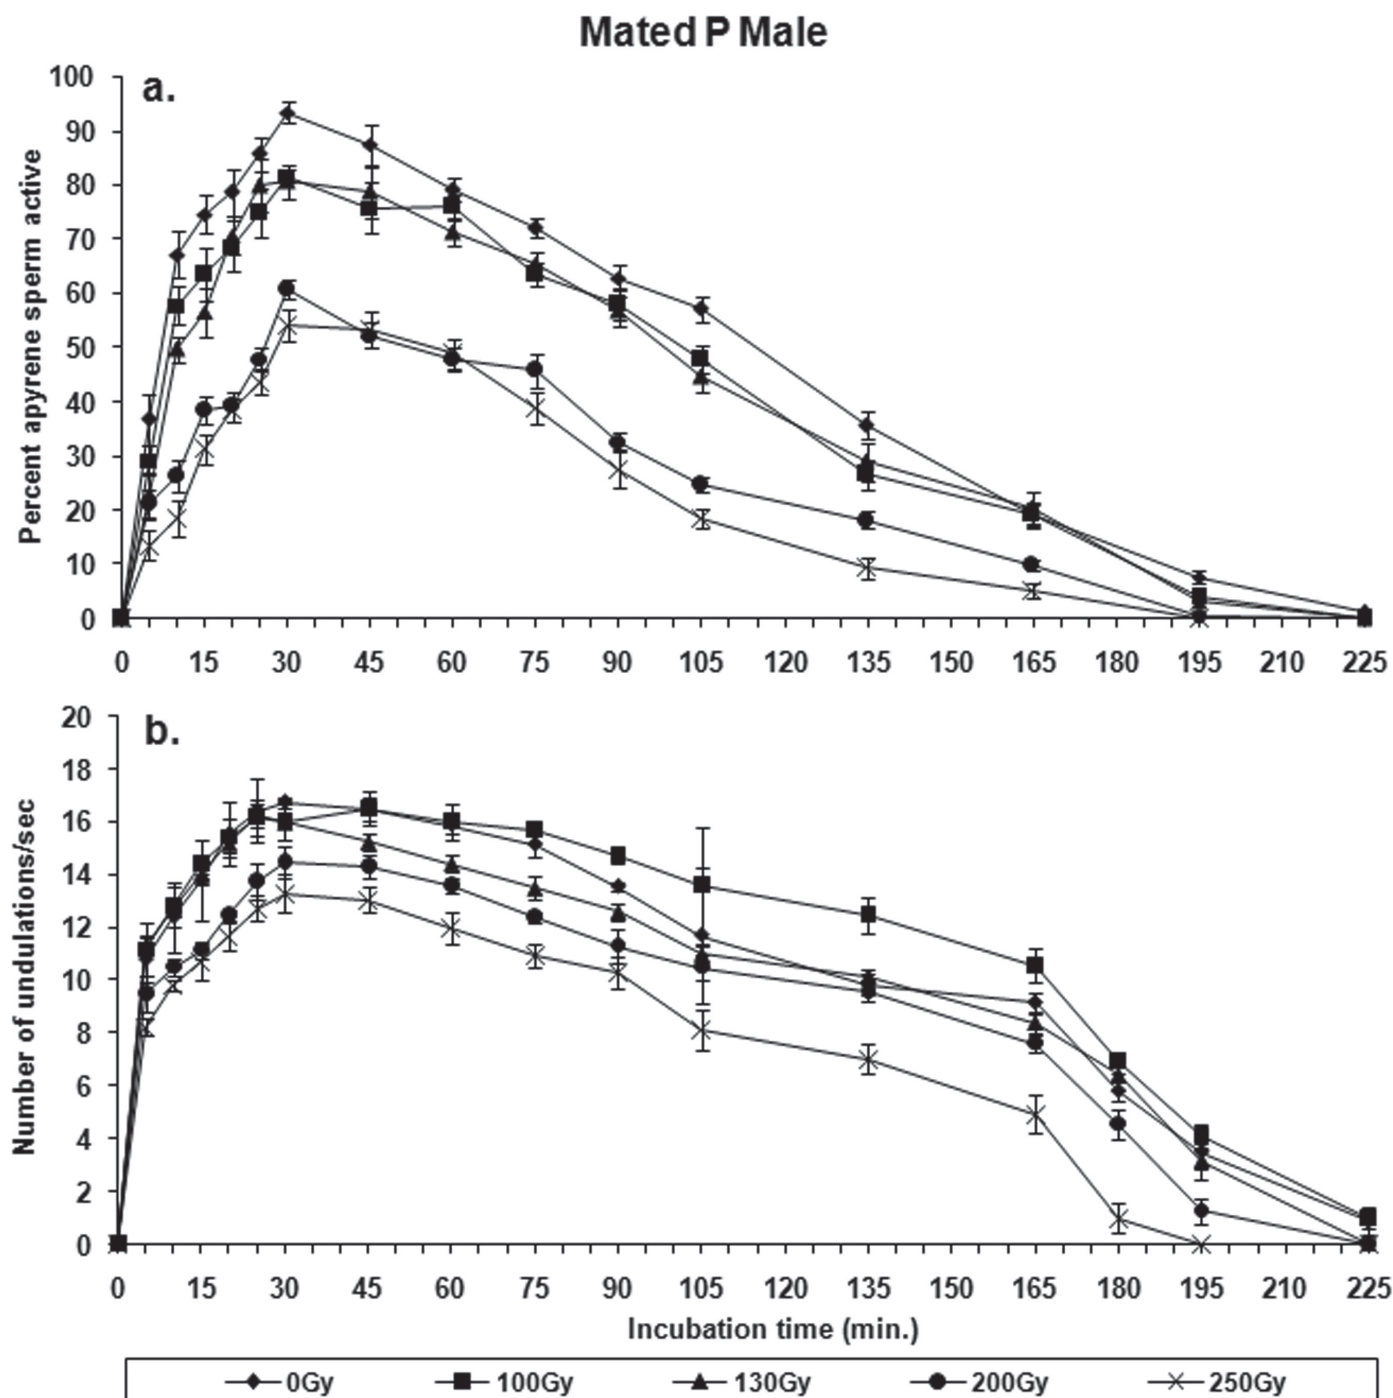 Mated P Male
a.
Percent apyrene sperm active
100
90
80
70
60
50
40
30
20
10
0
0 15 30 45 60 75 90 105 120 135 150 165 180 195 210 225
b.
Number of undulations/sec
20
18
16
14
12
10
8
6
4
2
0
0 15 30 45 60 75 90 105 120 135 150 165 180 195 210 225
Incubation time (min.)
0Gy 100Gy 130Gy 200Gy 250Gy